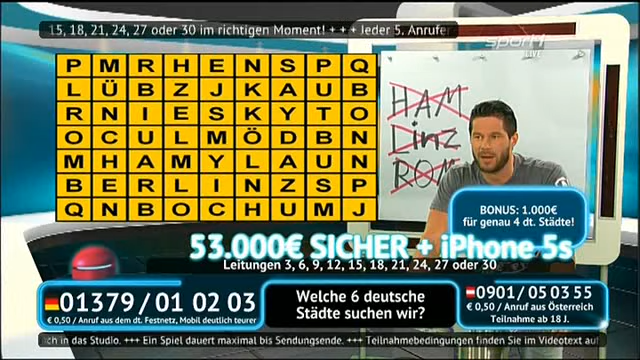 15, 18, 21, 24, 27 oder 30 im richtigen Moment! + + + Jeder 5. Anrufer
sport1
LIVE
P M R H E N S P Q
L Ü B Z J K A U B
R N I E S K Y T O
O C U L M Ö D B N
M H A M Y L A U N
B E R L I N Z S P
Q N B O C H U M J
HAM
Linz
ROM
BONUS: 1.000€
für genau 4 dt. Städte!
53.000€ SICHER + iPhone 5s
Leitungen 3, 6, 9, 12, 15, 18, 21, 24, 27 oder 30
01379 / 01 02 03
€ 0,50 / Anruf aus dem dt. Festnetz, Mobil deutlich teurer
Welche 6 deutsche
Städte suchen wir?
0901 / 05 03 55
€ 0,50 / Anruf aus Österreich
Teilnahme ab 18 J.
ich in das Studio. +++ Ein Spiel dauert maximal bis Sendungsende. +++ Teilnahmebedingungen finden Sie im Videotext auf